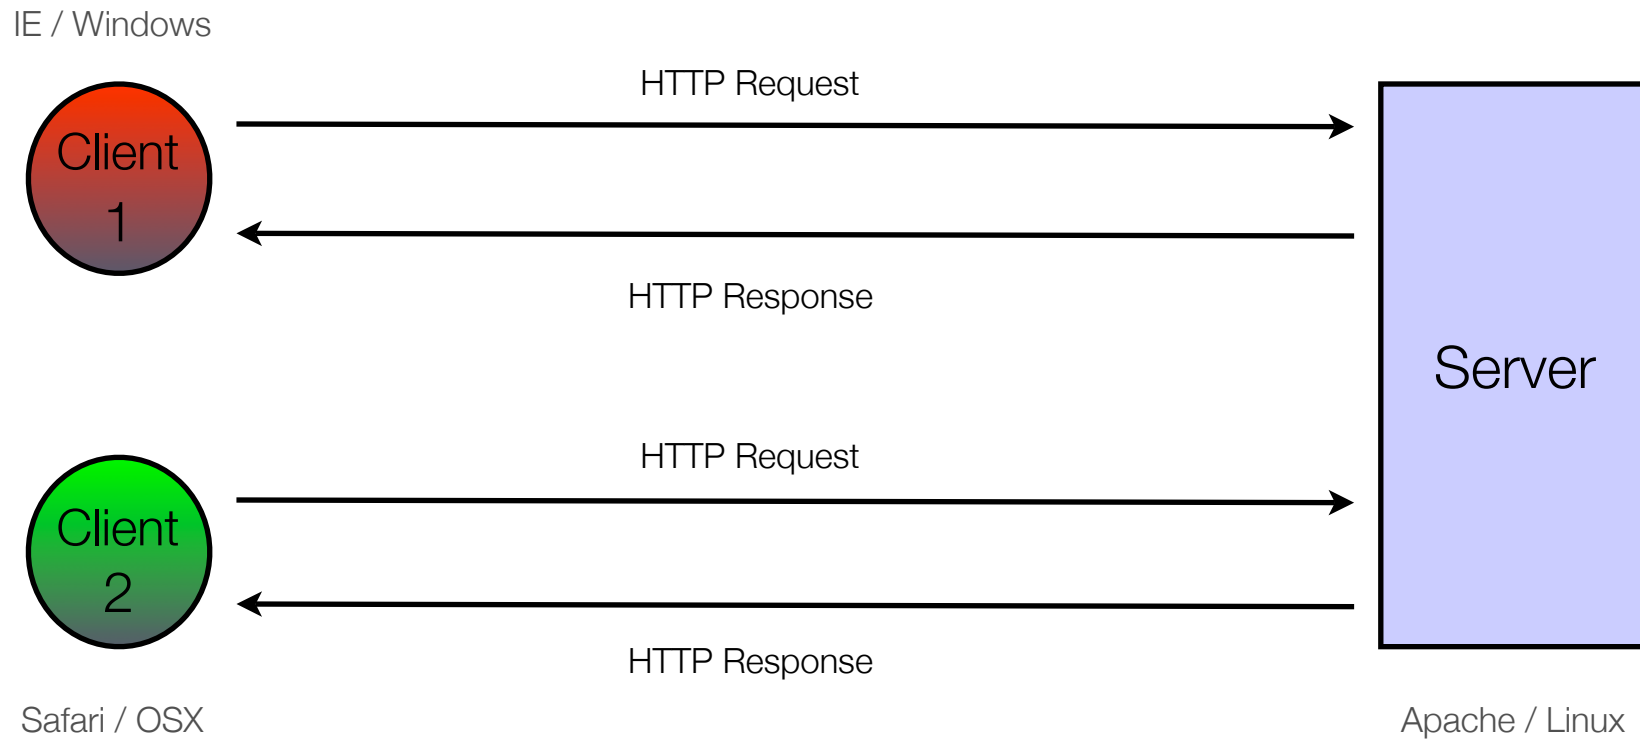 IE / Windows
HTTP Request
Client
1
HTTP Response
Server
HTTP Request
Client
2
HTTP Response
Safari / OSX
Apache / Linux